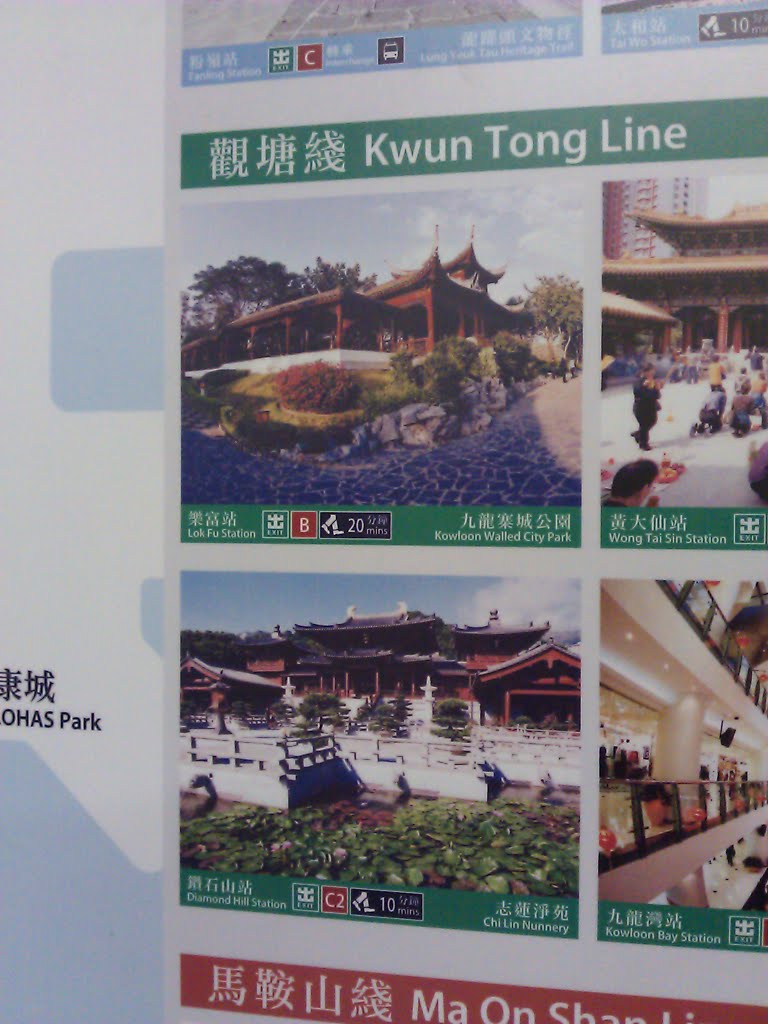 粉嶺站
Fanling Station
出
EXIT
C
轉乘
Interchange
龍躍頭文物徑
Lung Yeuk Tau Heritage Trail
太和站
Tai Wo Station
10
觀塘綫 Kwun Tong Line
樂富站
Lok Fu Station
出
EXIT
B
20 分鐘
mins
九龍寨城公園
Kowloon Walled City Park
黃大仙站
Wong Tai Sin Station
出
EXIT
康城
LOHAS Park
鑽石山站
Diamond Hill Station
出
EXIT
C2
10 分鐘
mins
志蓮淨苑
Chi Lin Nunnery
九龍灣站
Kowloon Bay Station
出
EXIT
馬鞍山綫 Ma On Shan Li